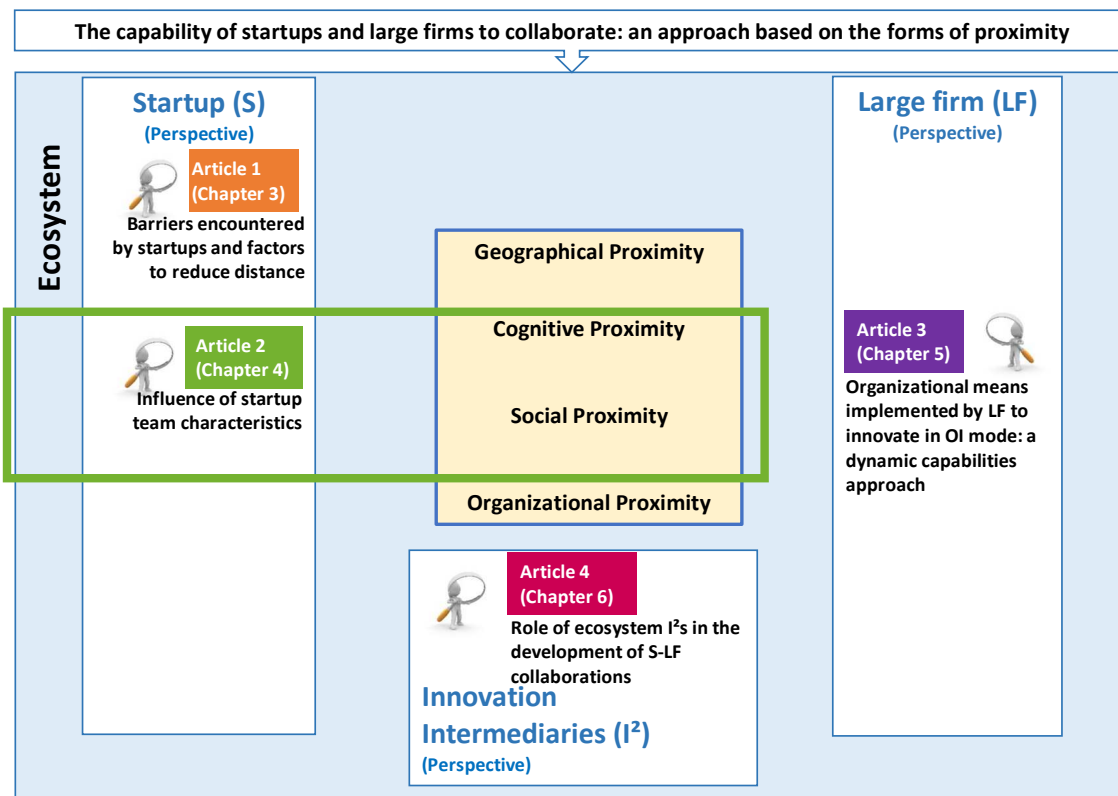 The capability of startups and large firms to collaborate: an approach based on the forms of proximity
Ecosystem
Startup (S)
(Perspective)
Article 1
(Chapter 3)
Barriers encountered
by startups and factors
to reduce distance
Article 2
(Chapter 4)
Influence of startup
team characteristics
Geographical Proximity
Cognitive Proximity
Social Proximity
Organizational Proximity
Article 4
(Chapter 6)
Role of ecosystem I²s in the
development of S-LF
collaborations
Innovation
Intermediaries (I²)
(Perspective)
Large firm (LF)
(Perspective)
Article 3
(Chapter 5)
Organizational means
implemented by LF to
innovate in OI mode: a
dynamic capabilities
approach